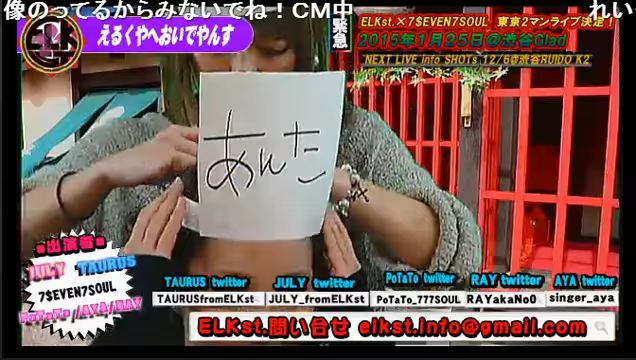 像のってるからみないでね！CM中
れい
緊急
ELKst.×7$EVEN7SOUL 東京2マンライブ決定！
2015年1月25日@渋谷Glad
NEXT LIVE info SHOTs 12/6@渋谷RUIDO K2
えるくやへおいでやんす
あんた
■出演者■
JULY TAURUS
7$EVEN7SOUL
PoTaTo /AYA/RAY
TAURUS twitter
TAURUSfromELKst
JULY twitter
JULY_fromELKst
PoTaTo twitter
PoTaTo_777SOUL
RAY twitter
RAYakaNo0
AYA twitter
singer_aya
ELKst.問い合せ elkst.info@gmail.com